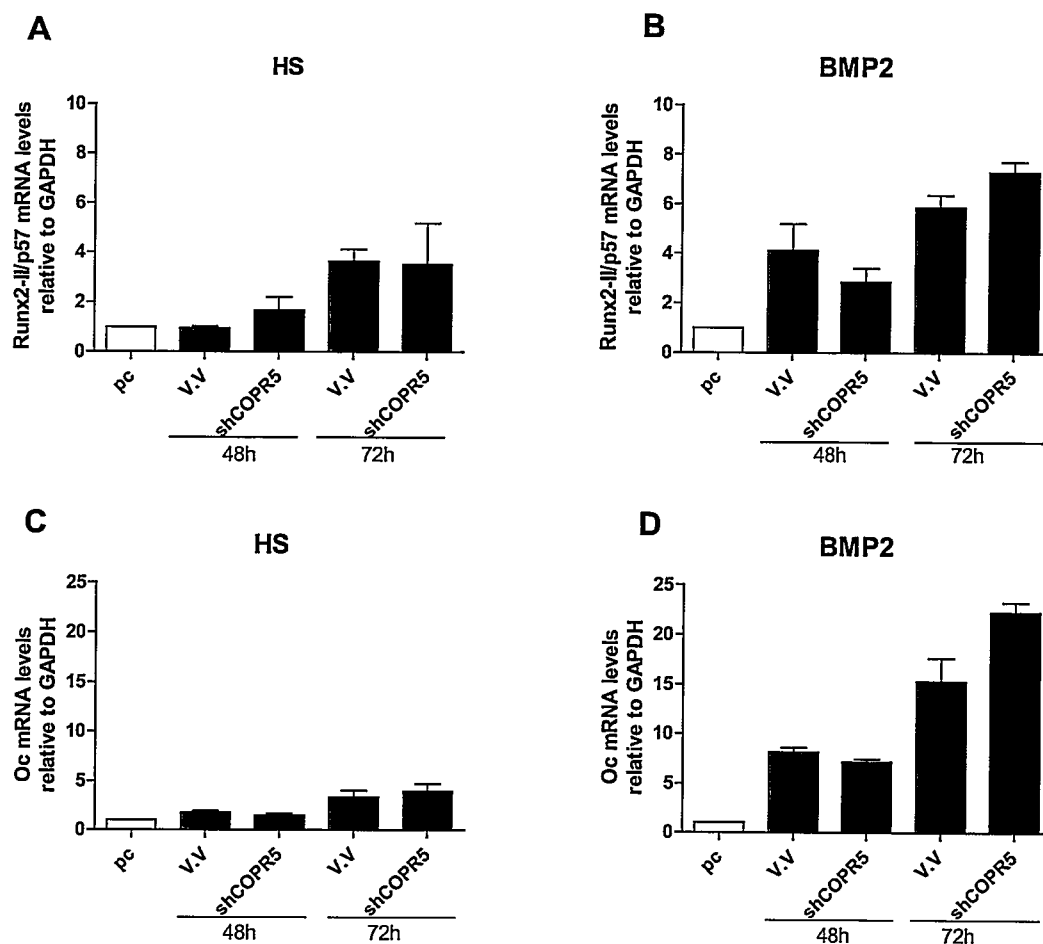 A
HS
Runx2-II/p57 mRNA levels
relative to GAPDH
10
8
6
4
2
0
pc
V.V
shCOPR5
V.V
shCOPR5
48h
72h
B
BMP2
Runx2-II/p57 mRNA levels
relative to GAPDH
10
8
6
4
2
0
pc
V.V
shCOPR5
V.V
shCOPR5
48h
72h
C
HS
Oc mRNA levels
relative to GAPDH
25
20
15
10
5
0
pc
V.V
shCOPR5
V.V
shCOPR5
48h
72h
D
BMP2
Oc mRNA levels
relative to GAPDH
25
20
15
10
5
0
pc
V.V
shCOPR5
V.V
shCOPR5
48h
72h